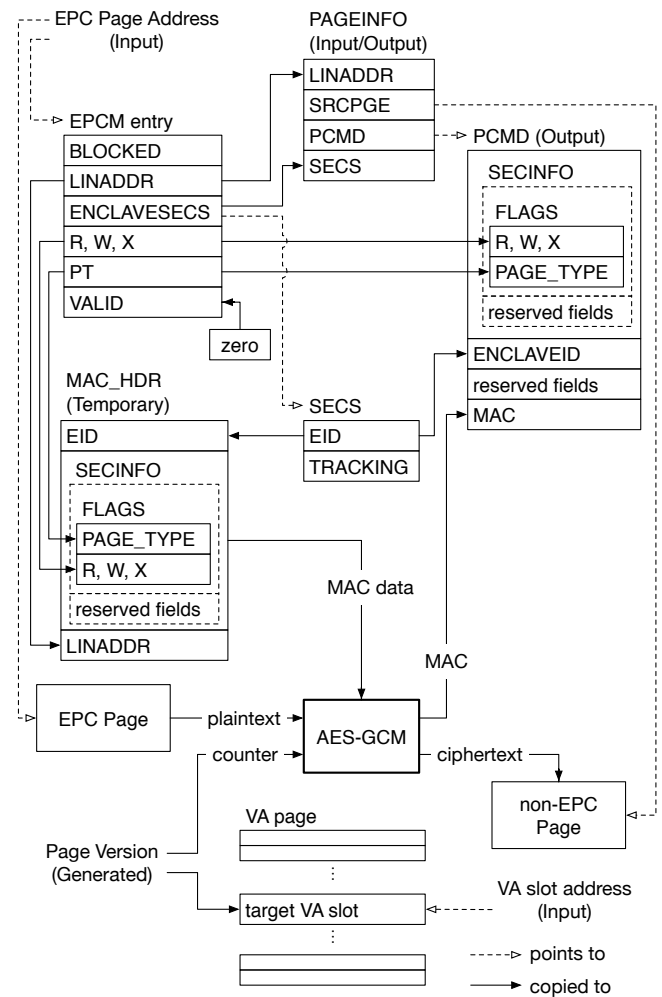 EPC Page Address
(Input)
PAGEINFO
(Input/Output)
LINADDR
SRCPGE
PCMD
SECS
EPCM entry
BLOCKED
LINADDR
ENCLAVESECS
R, W, X
PT
VALID
zero
PCMD (Output)
SECINFO
FLAGS
R, W, X
PAGE_TYPE
reserved fields
ENCLAVEID
reserved fields
MAC
MAC_HDR
(Temporary)
EID
SECINFO
FLAGS
PAGE_TYPE
R, W, X
reserved fields
LINADDR
SECS
EID
TRACKING
MAC data
MAC
EPC Page
plaintext
counter
AES-GCM
ciphertext
non-EPC
Page
Page Version
(Generated)
VA page
⋮
target VA slot
⋮
VA slot address
(Input)
points to
copied to